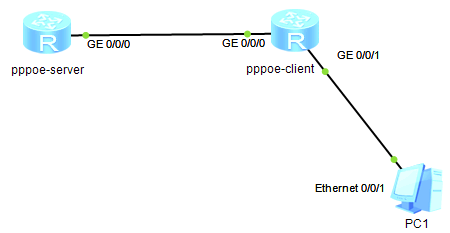 R
GE 0/0/0
GE 0/0/0
R
pppoe-server
pppoe-client
GE 0/0/1
Ethernet 0/0/1
PC1